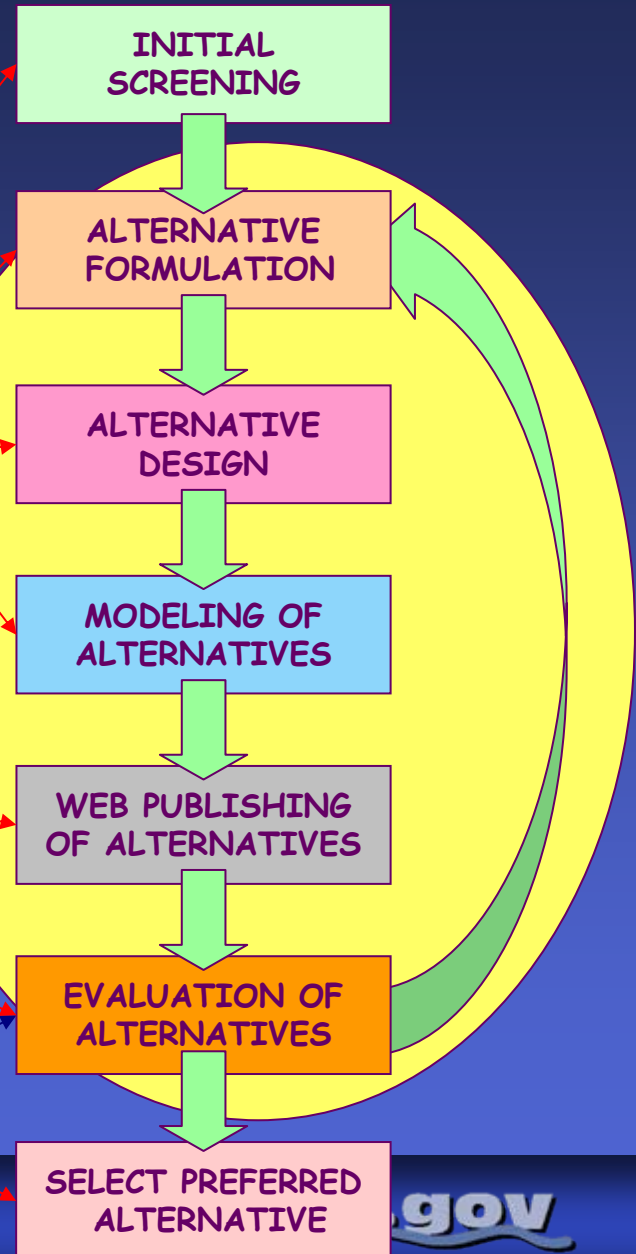 INITIAL
SCREENING
ALTERNATIVE
FORMULATION
ALTERNATIVE
DESIGN
MODELING OF
ALTERNATIVES
WEB PUBLISHING
OF ALTERNATIVES
EVALUATION OF
ALTERNATIVES
SELECT PREFERRED
ALTERNATIVE
.gov